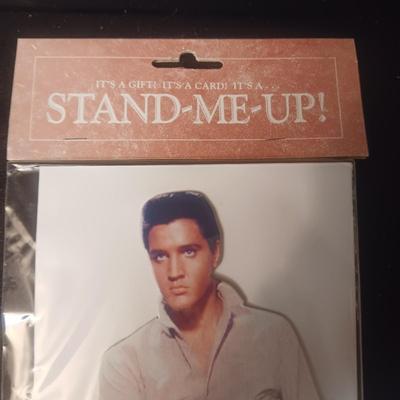 IT'S A GIFT! IT'S A CARD! IT'S A . . .
STAND-ME-UP!